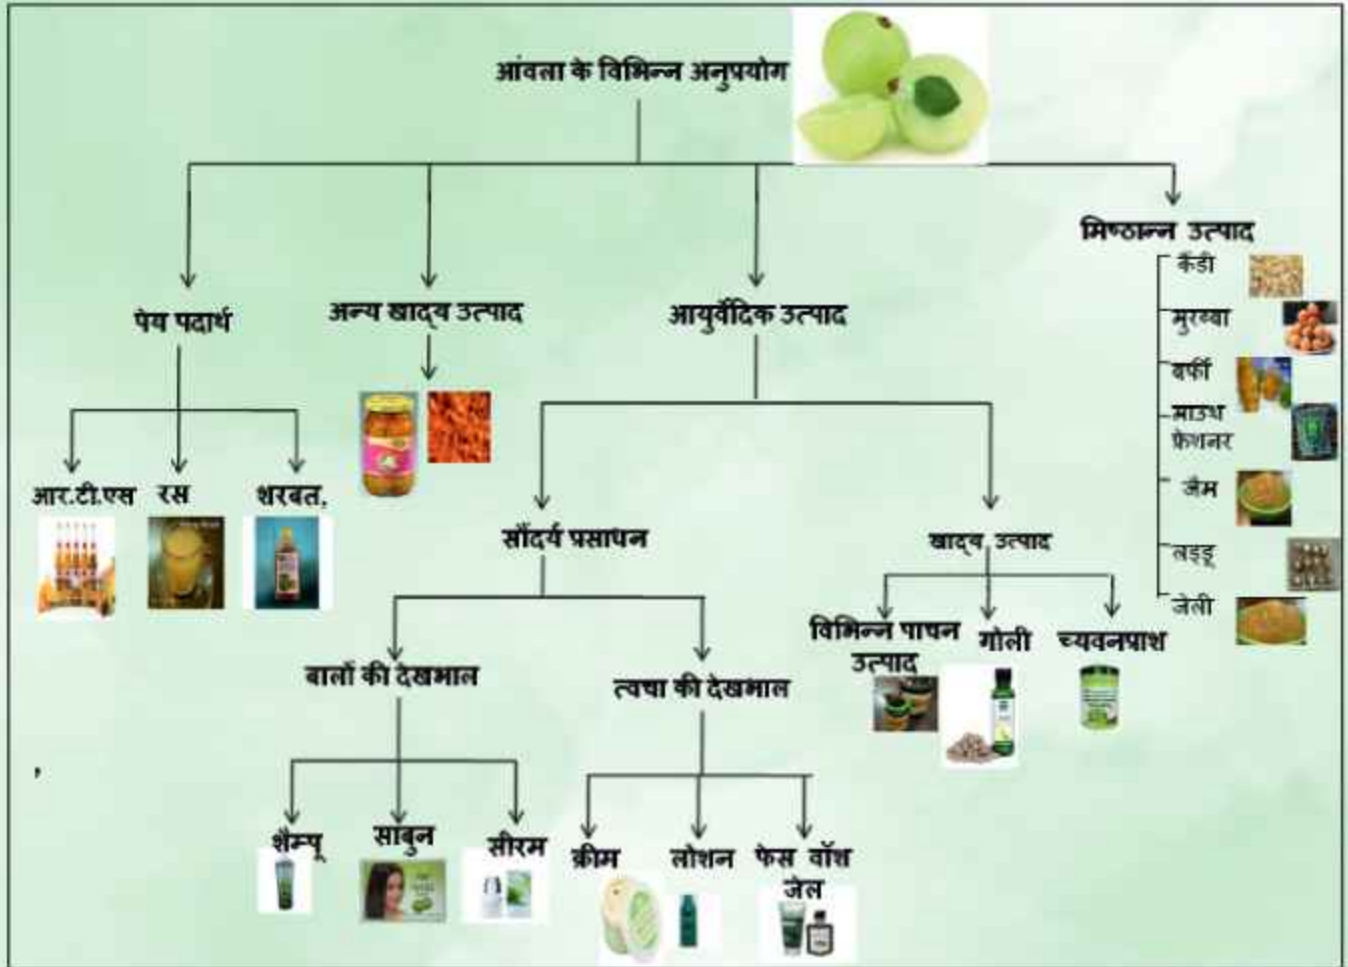 आंवला के विभिन्न अनुप्रयोग
मिष्ठान्न उत्पाद
कैंडी
मुरब्बा
बर्फी
माउथ
फ्रेशनर
जैम
लड्डू
जेली
पेय पदार्थ
अन्य खाद्य उत्पाद
आयुर्वेदिक उत्पाद
आर.टी.एस
रस
शरबत,
सौंदर्य प्रसाधन
खाद्य उत्पाद
विभिन्न पाचन
उत्पाद
गोली
च्यवनप्राश
बालों की देखभाल
त्वचा की देखभाल
,
शैम्पू
साबुन
सीरम
क्रीम
लोशन
फेस वॉश
जेल